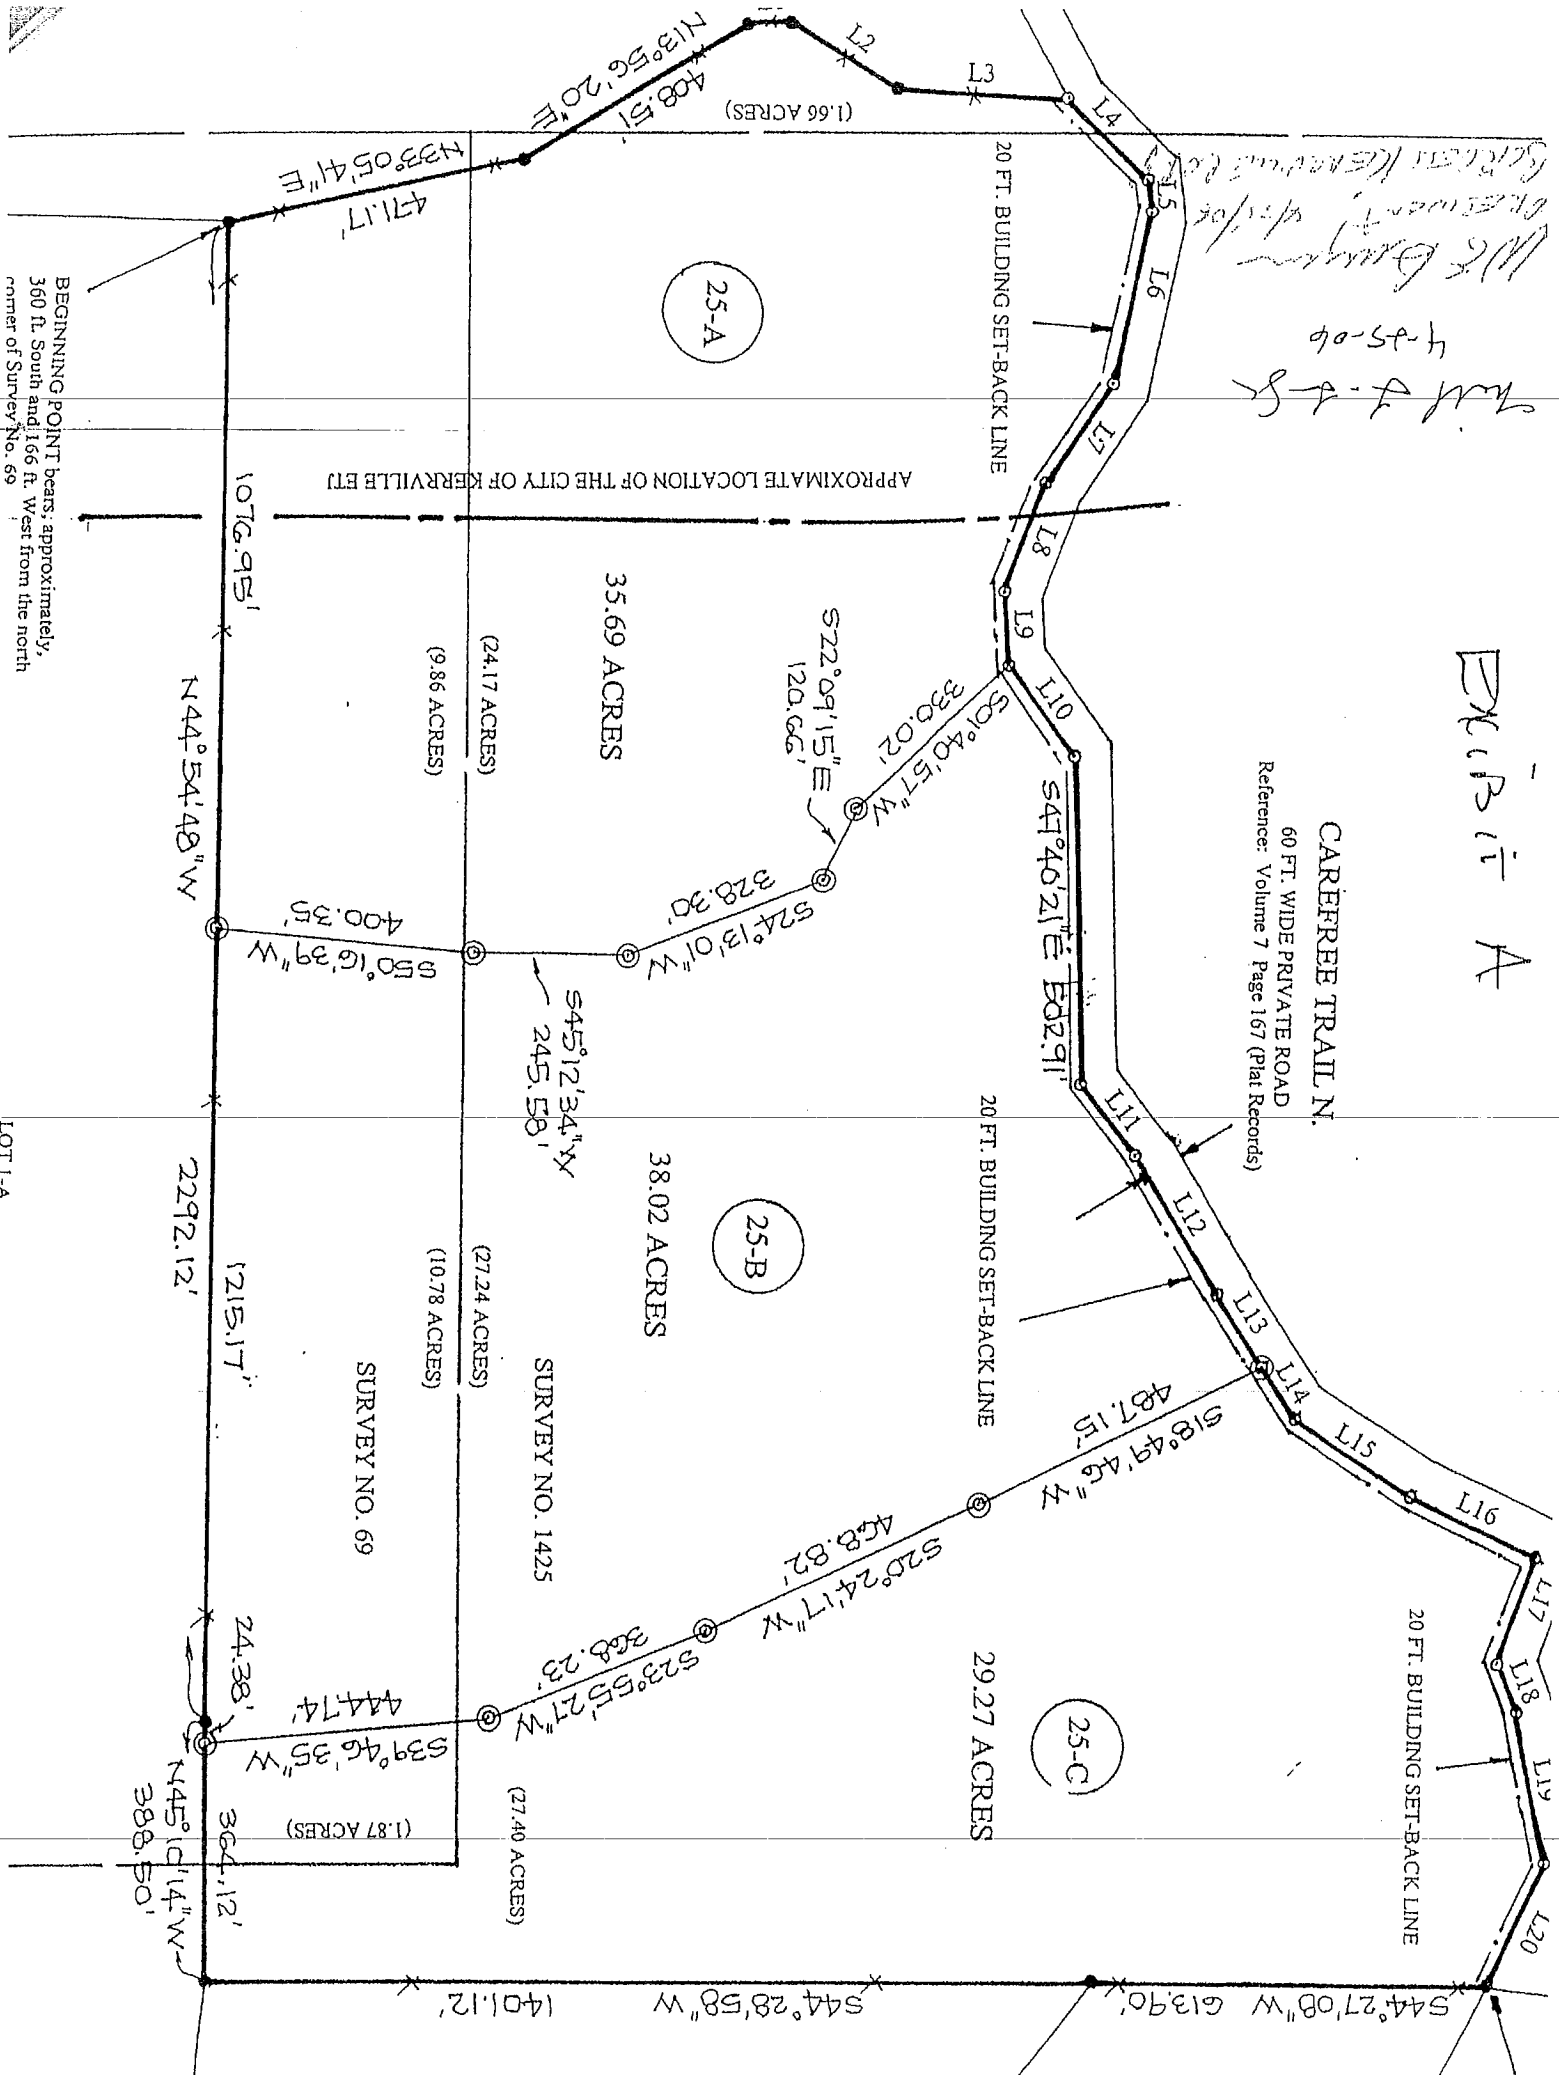 EXIBIT A
CAREFREE TRAIL N.
60 FT. WIDE PRIVATE ROAD
Reference: Volume 7 Page 167 (Plat Records)
4-25-06
L2
L3
L4
L5
L6
L7
L8
L9
L10
S47°40'21"E 502.91'
L11
L12
L13
L14
L15
L16
L17
L18
L19
L20
20 FT. BUILDING SET-BACK LINE
20 FT. BUILDING SET-BACK LINE
20 FT. BUILDING SET-BACK LINE
(1.66 ACRES)
N13°56'20"E
408.51'
N33°05'41"E
471.17'
25-A
35.69 ACRES
(24.17 ACRES)
(9.86 ACRES)
APPROXIMATE LOCATION OF THE CITY OF KERRVILLE ETJ
S01°40'57"W
330.02'
S22°09'15"E
120.66'
S24°13'01"W
328.30'
S45°12'34"W
245.58'
S50°16'39"W
400.35'
25-B
38.02 ACRES
(27.24 ACRES)
(10.78 ACRES)
SURVEY NO. 1425
SURVEY NO. 69
S18°49'46"W
487.15'
S20°24'17"W
468.82'
S23°55'27"W
368.23'
S39°46'35"W
444.74'
25-C
29.27 ACRES
(27.40 ACRES)
(1.87 ACRES)
S44°27'08"W 613.90'
S44°28'58"W 1401.12'
1076.95'
N44°54'48"W
2292.12'
1215.17'
24.38'
364.12'
N45°10'14"W
388.50'
BEGINNING POINT bears, approximately,
360 ft. South and 166 ft. West from the north
corner of Survey No. 69
LOT 1-A